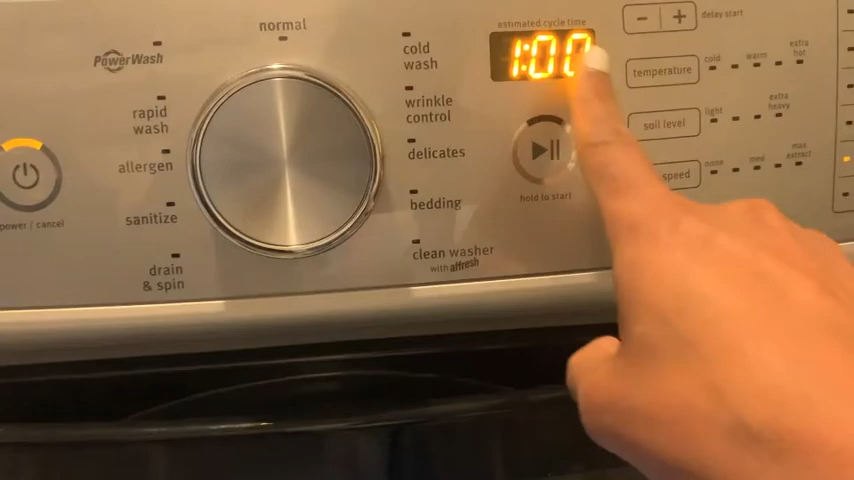 normal
estimated cycle time
1:00
- +
delay start
PowerWash
cold
wash
temperature
cold
warm
extra
hot
rapid
wash
wrinkle
control
soil level
light
extra
heavy
allergen
delicates
speed
none
med
max
extract
power / cancel
hold to start
sanitize
bedding
drain
& spin
clean washer
with affresh